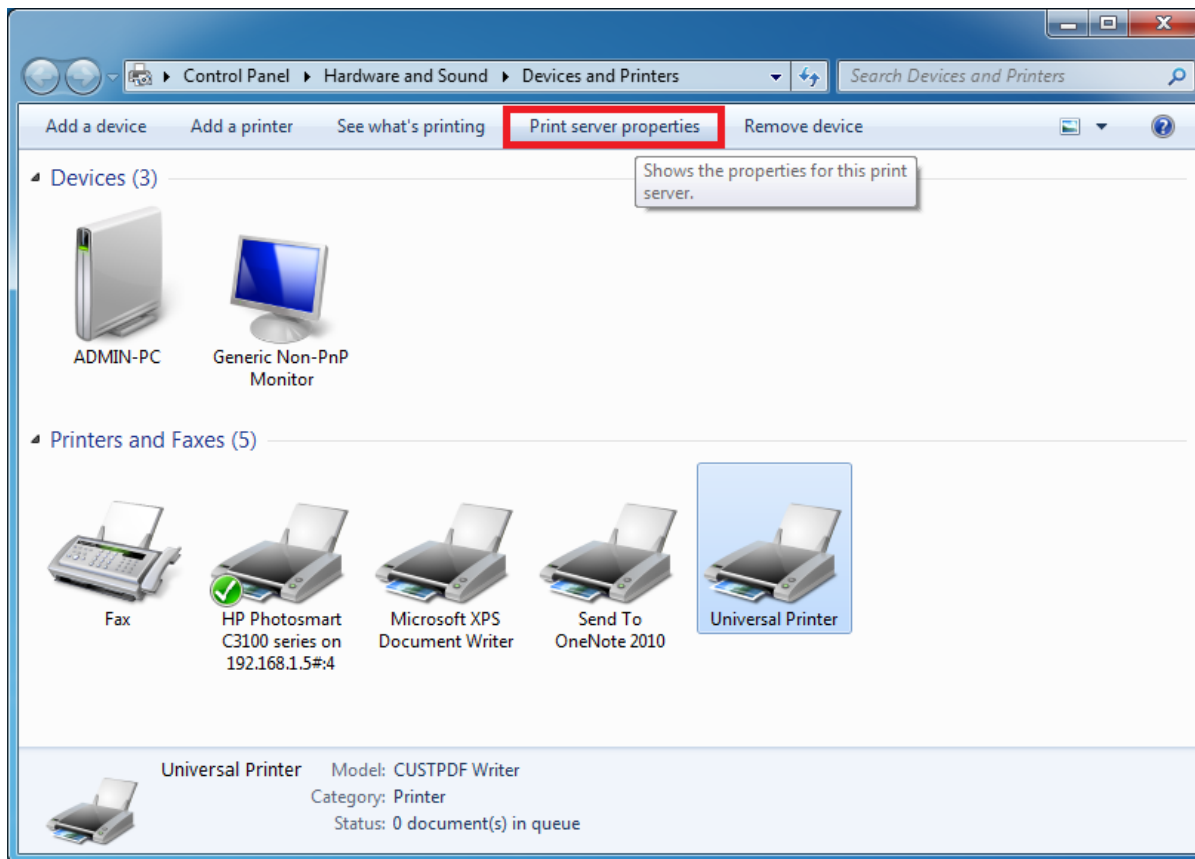 Control Panel Hardware and Sound Devices and Printers Search Devices and Printers
Add a device Add a printer See what's printing Print server properties Remove device
Shows the properties for this print
server.
Devices (3)
ADMIN-PC
Generic Non-PnP
Monitor
Printers and Faxes (5)
Fax
HP Photosmart
C3100 series on
192.168.1.5#:4
Microsoft XPS
Document Writer
Send To
OneNote 2010
Universal Printer
Universal Printer Model: CUSTPDF Writer
Category: Printer
Status: 0 document(s) in queue